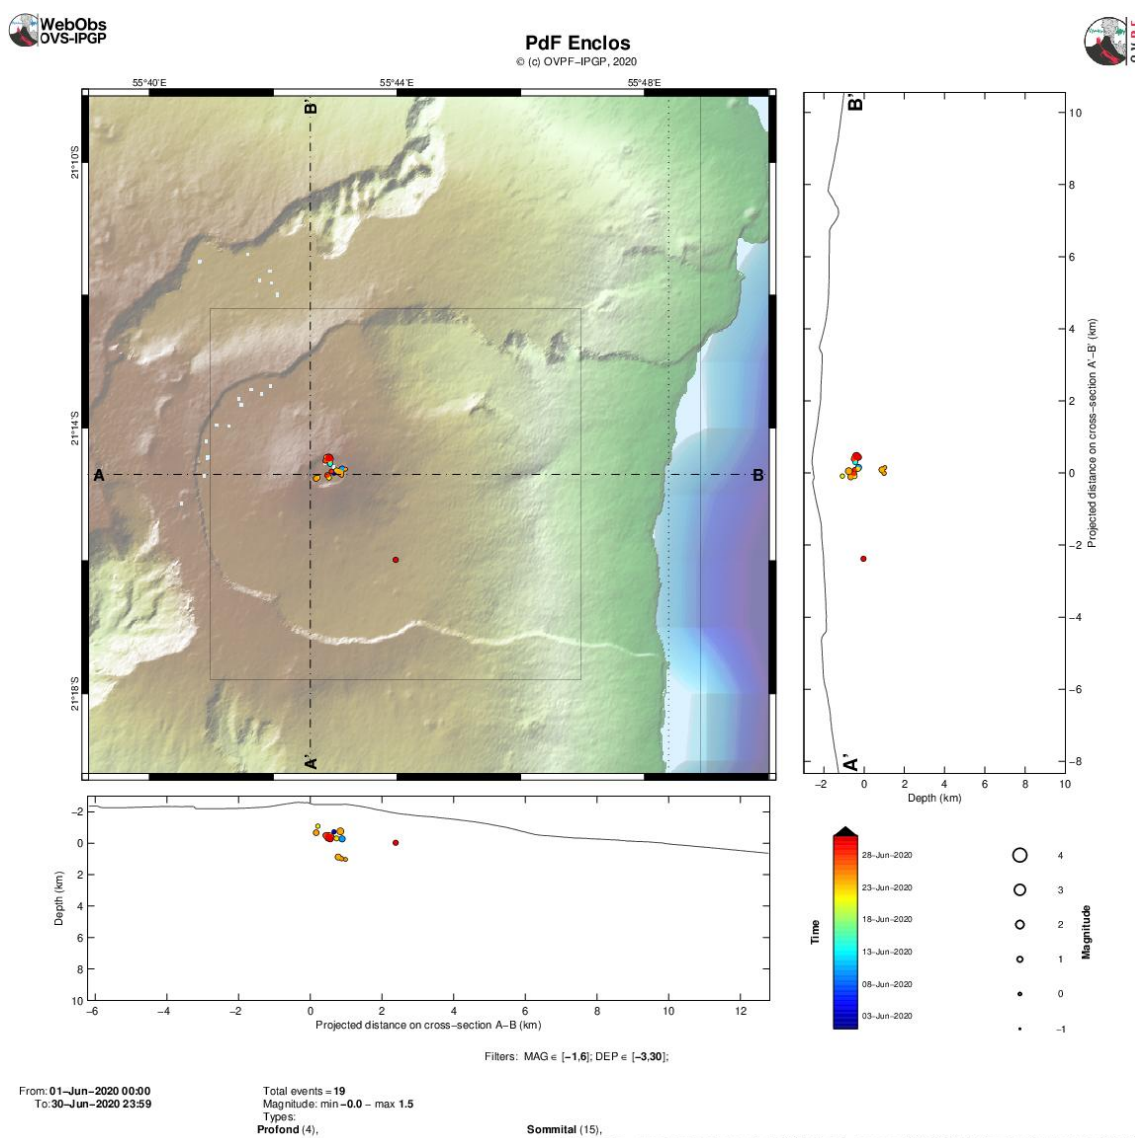 WebObs
OVS-IPGP
PdF Enclos
© (c) OVPF−IPGP, 2020
55°40'E 55°44'E 55°48'E
21°10'S
21°14'S
21°18'S
B'
A
B
A'
B'
10
8
6
4
2
0
−2
−4
−6
−8
Projected distance on cross−section A'−B' (km)
A'
−2 0 2 4 6 8 10
Depth (km)
−2
0
2
4
6
8
10
Depth (km)
−6 −4 −2 0 2 4 6 8 10 12
Projected distance on cross−section A−B (km)
Time
28−Jun−2020
23−Jun−2020
18−Jun−2020
13−Jun−2020
08−Jun−2020
03−Jun−2020
4
3
2
1
0
−1
Magnitude
Filters: MAG ∈ [−1,6]; DEP ∈ [−3,30];
From: 01−Jun−2020 00:00
To: 30−Jun−2020 23:59
Total events = 19
Magnitude: min −0.0 − max 1.5
Types:
Profond (4), Sommital (15),